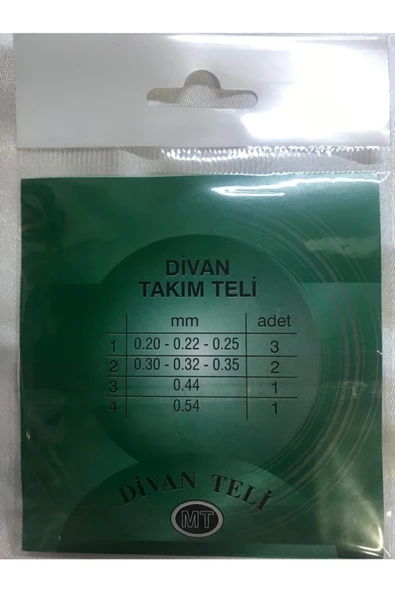 DİVAN
TAKIM TELİ
mm adet
1 0.20 - 0.22 - 0.25 3
2 0.30 - 0.32 - 0.35 2
3 0.44 1
4 0.54 1
DİVAN TELİ
MT